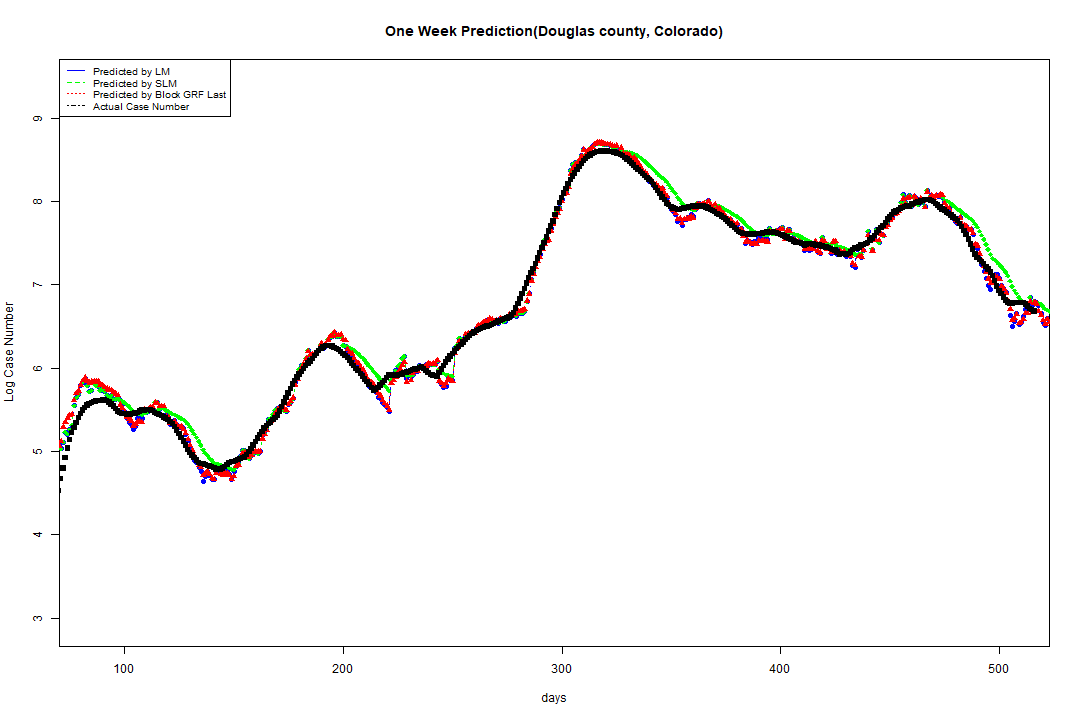 One Week Prediction(Douglas county, Colorado)
Predicted by LM
Predicted by SLM
Predicted by Block GRF Last
Actual Case Number
Log Case Number
9
8
7
6
5
4
3
100 200 300 400 500
days